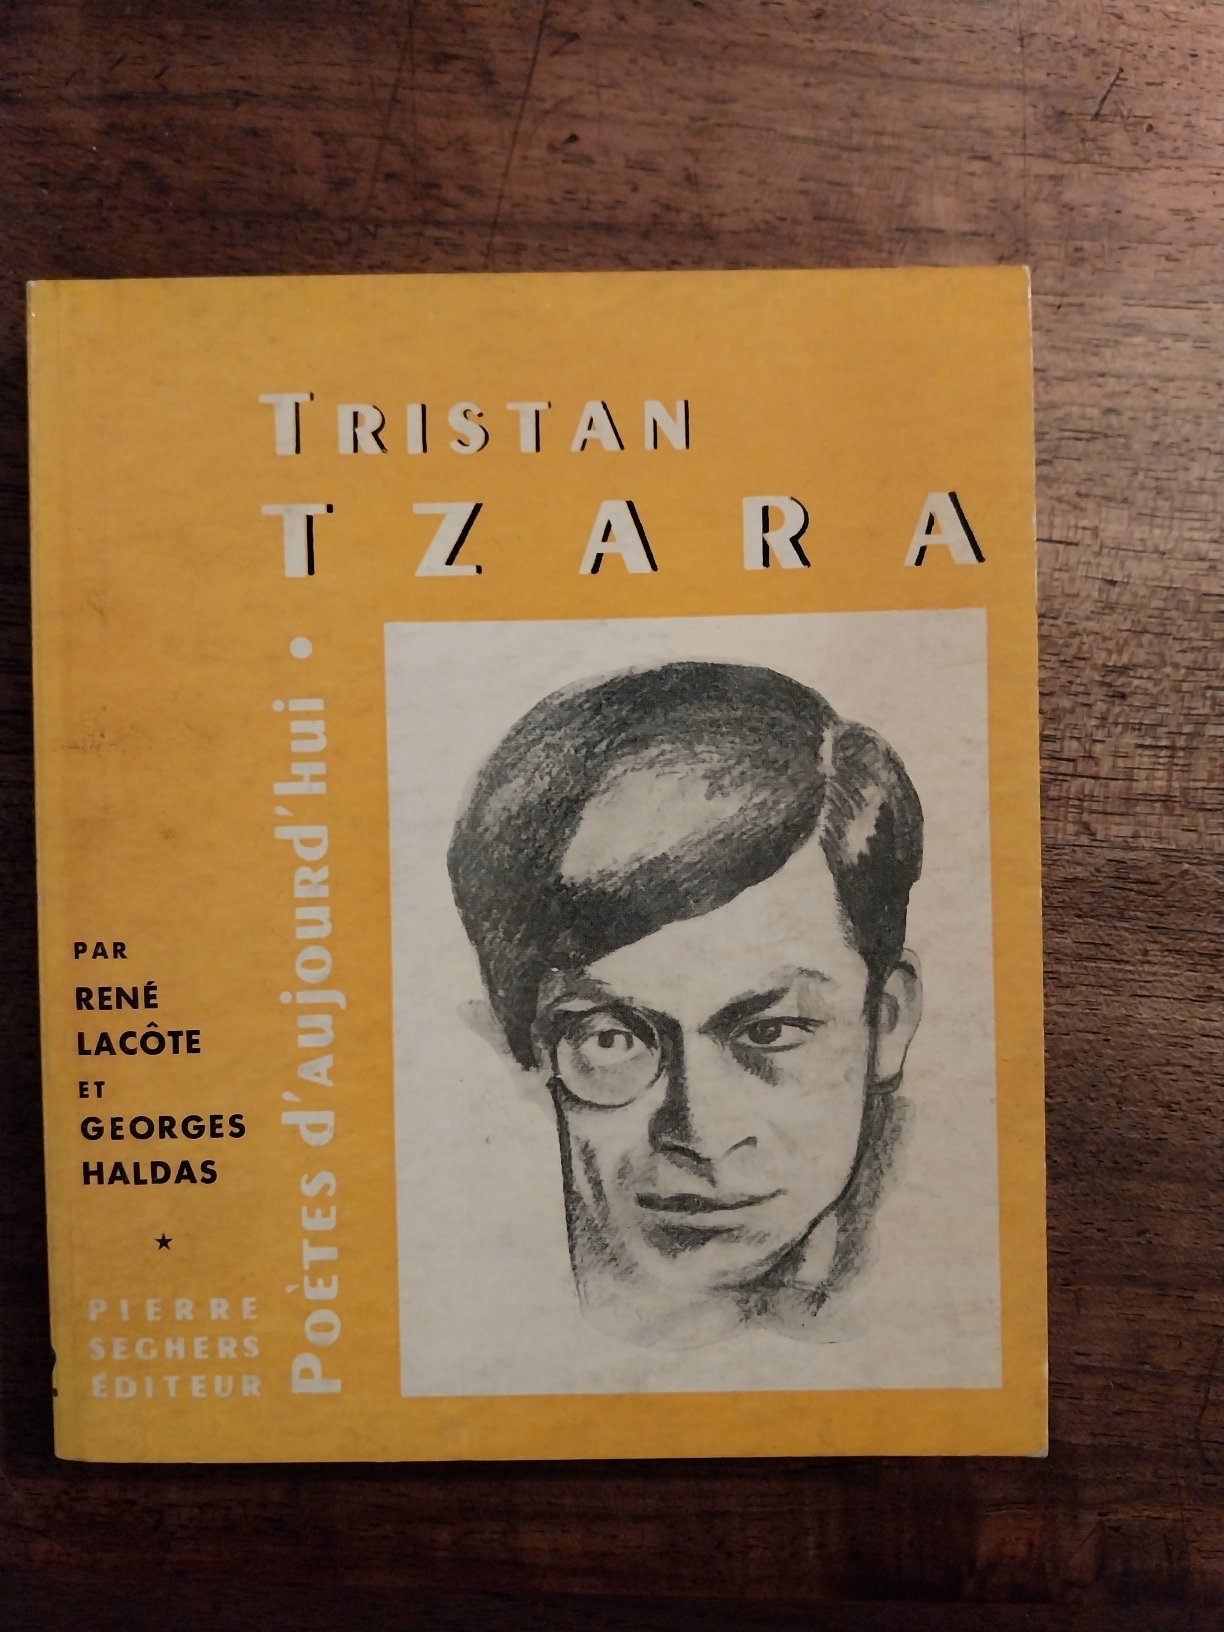 TRISTAN
TZARA
POÈTES d'AUJOURd'HUI •
PAR
RENÉ
LACÔTE
ET
GEORGES
HALDAS
★
PIERRE
SEGHERS
ÉDITEUR